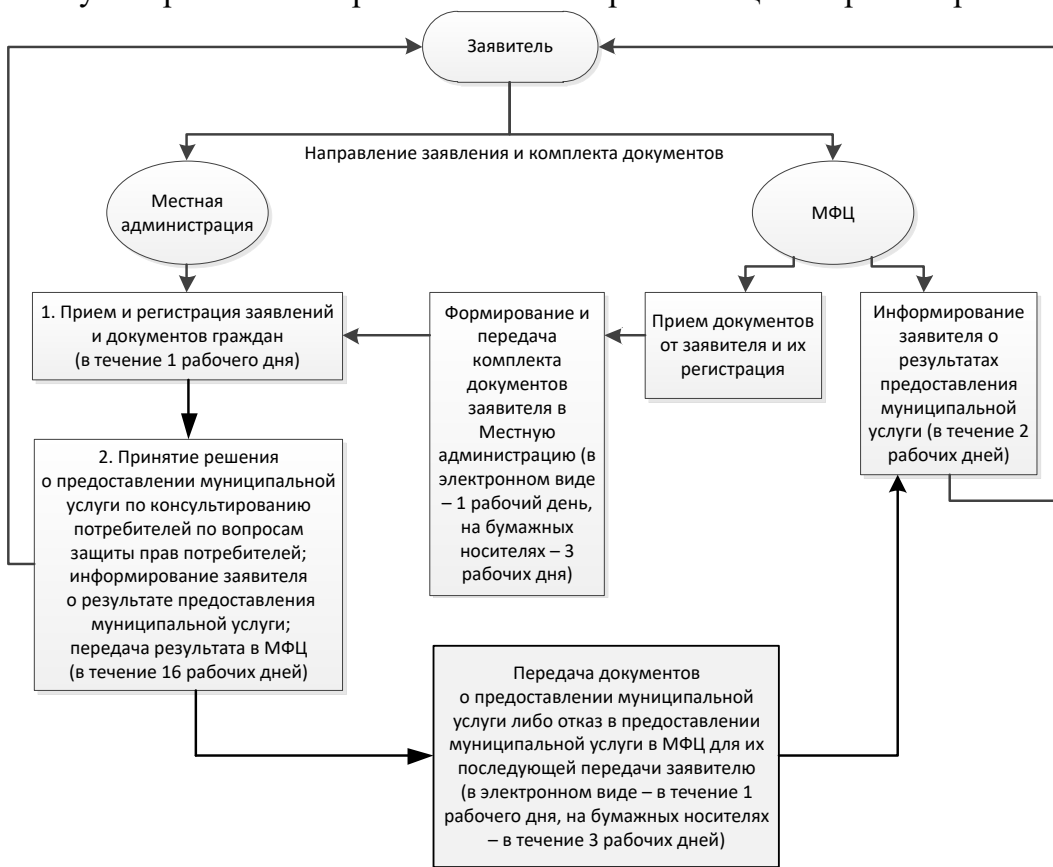 Заявитель
Направление заявления и комплекта документов
Местная
администрация
МФЦ
1. Прием и регистрация заявлений
и документов граждан
(в течение 1 рабочего дня)
Формирование и
передача
комплекта
документов
заявителя в
Местную
администрацию (в
электронном виде
– 1 рабочий день,
на бумажных
носителях – 3
рабочих дня)
Прием документов
от заявителя и их
регистрация
Информирование
заявителя о
результатах
предоставления
муниципальной
услуги (в течение 2
рабочих дней)
2. Принятие решения
о предоставлении муниципальной
услуги по консультированию
потребителей по вопросам
защиты прав потребителей;
информирование заявителя
о результате предоставления
муниципальной услуги;
передача результата в МФЦ
(в течение 16 рабочих дней)
Передача документов
о предоставлении муниципальной
услуги либо отказ в предоставлении
муниципальной услуги в МФЦ для их
последующей передачи заявителю
(в электронном виде – в течение 1
рабочего дня, на бумажных носителях
– в течение 3 рабочих дней)